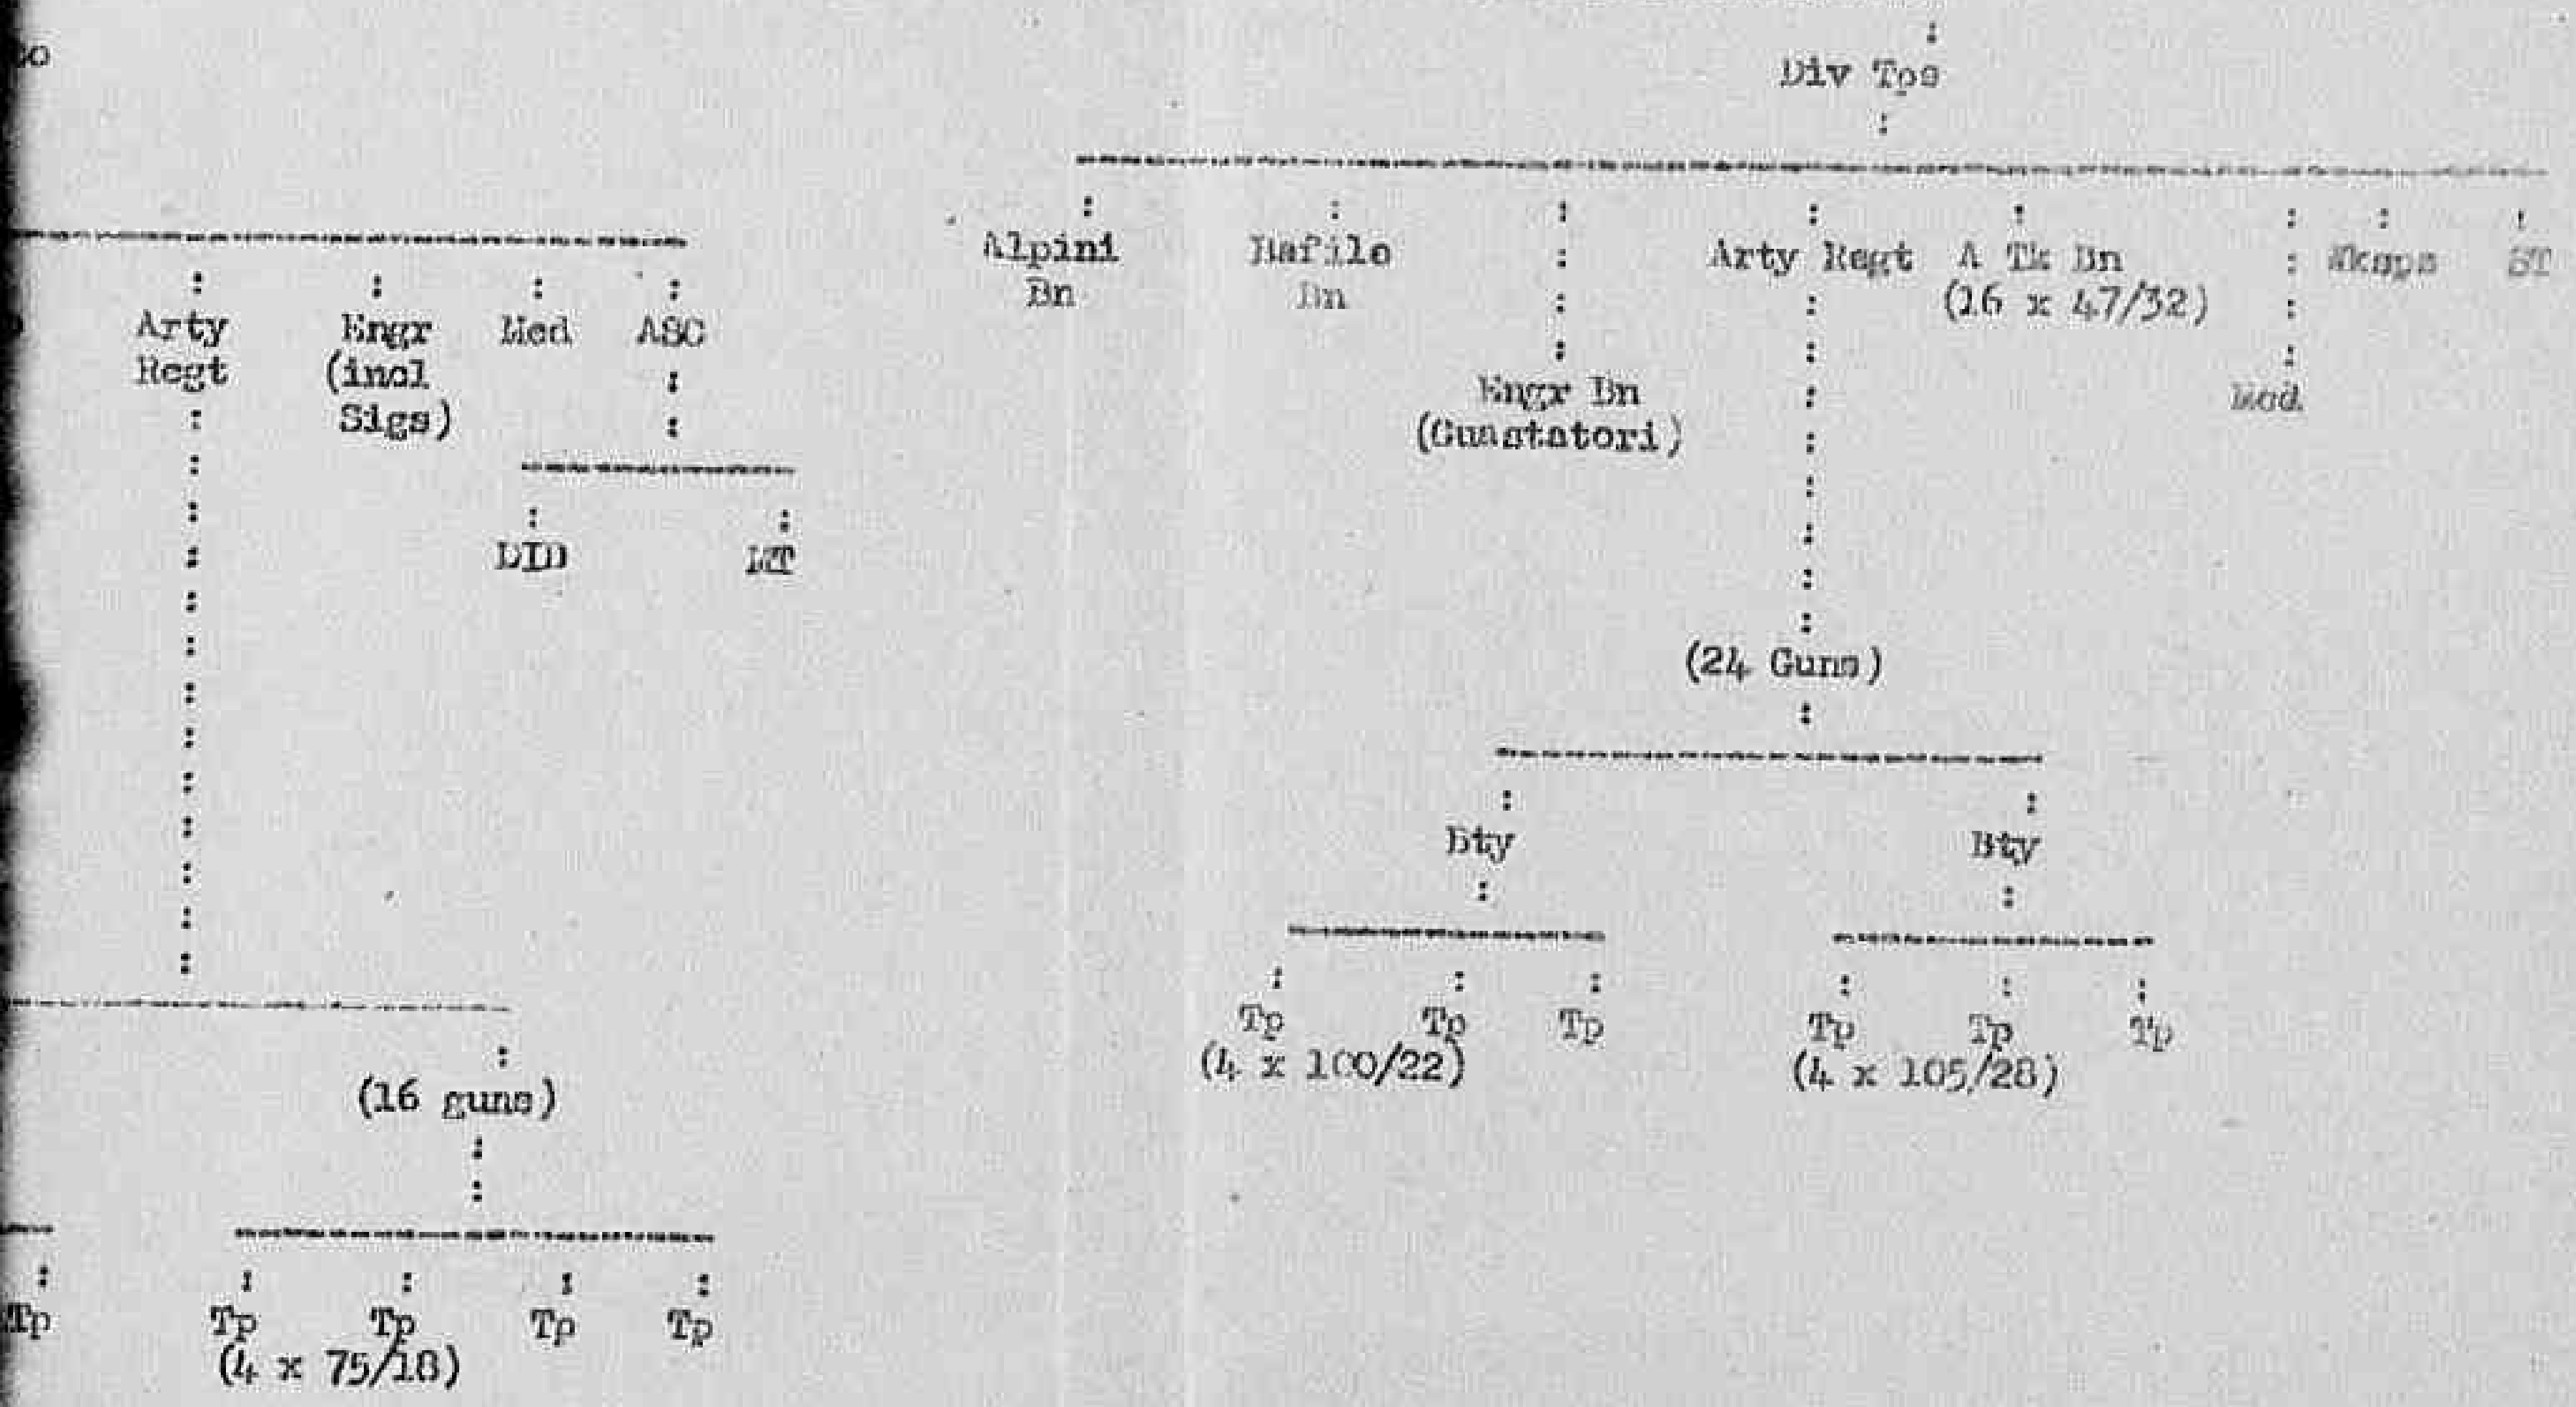 Div Tps
Alpini Bn
Nafilo Bn
Engr Bn
(Guastatori)
Arty Regt
A Tk Bn
(16 x 47/32)
Med
Wksps
ST
Arty
Regt
Engr
(incl
Sigs)
Med
ASC
DID
MT
(24 Guns)
Bty
Bty
Tp Tp Tp
(4 x 100/22)
Tp Tp Tp
(4 x 105/28)
(16 guns)
Tp
Tp Tp Tp Tp
(4 x 75/18)